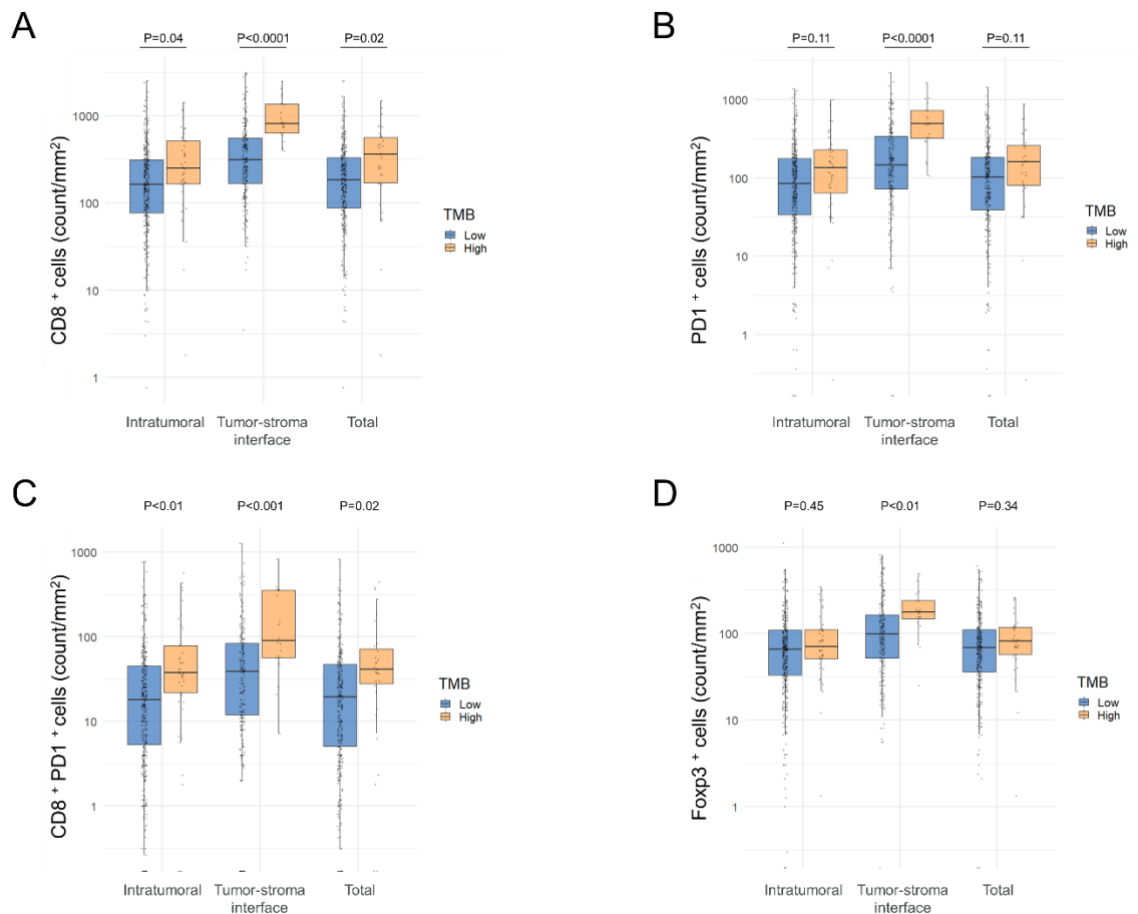 A
P=0.04 P<0.0001 P=0.02
CD8 + cells (count/mm2)
1000
100
10
1
TMB
Low
High
Intratumoral Tumor-stroma Total
interface
B
P=0.11 P<0.0001 P=0.11
PD1 + cells (count/mm2)
1000
100
10
1
TMB
Low
High
Intratumoral Tumor-stroma Total
interface
C
P<0.01 P<0.001 P=0.02
CD8 + PD1 + cells (count/mm2)
1000
100
10
1
TMB
Low
High
Intratumoral Tumor-stroma Total
interface
D
P=0.45 P<0.01 P=0.34
Foxp3 + cells (count/mm2)
1000
100
10
1
TMB
Low
High
Intratumoral Tumor-stroma Total
interface